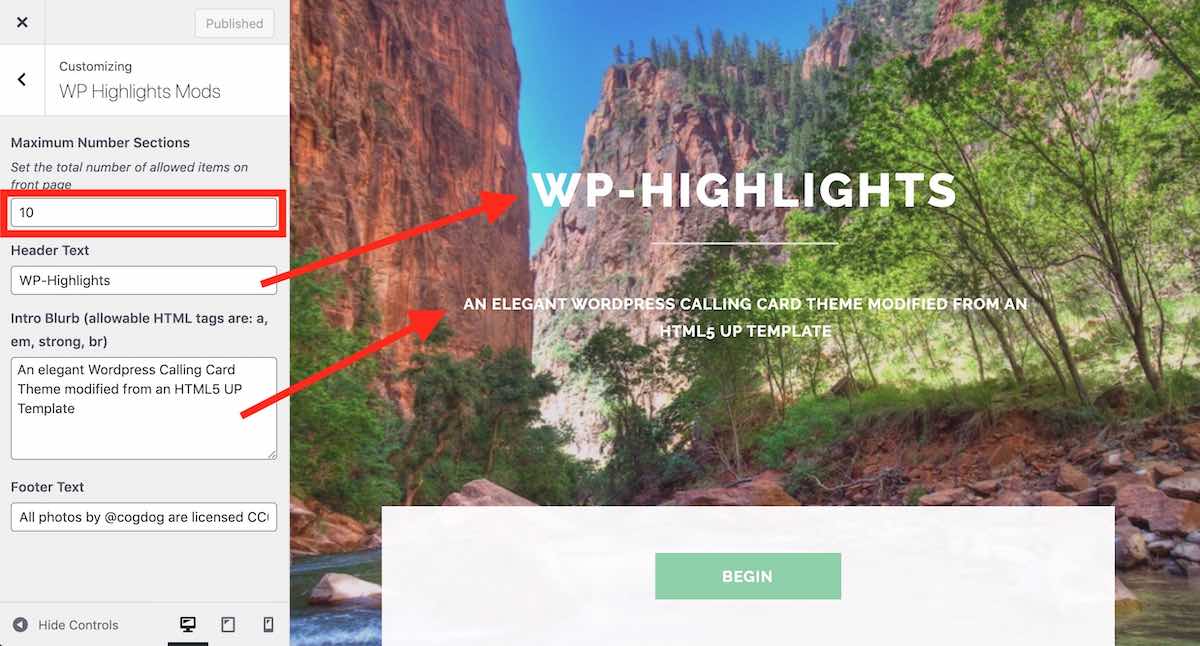 Published
Customizing
WP Highlights Mods
Maximum Number Sections
Set the total number of allowed items on
front page
10
Header Text
WP-Highlights
Intro Blurb (allowable HTML tags are: a,
em, strong, br)
An elegant Wordpress Calling Card
Theme modified from an HTML5 UP
Template
Footer Text
All photos by @cogdog are licensed CC
Hide Controls
WP-HIGHLIGHTS
AN ELEGANT WORDPRESS CALLING CARD THEME MODIFIED FROM AN
HTML5 UP TEMPLATE
BEGIN